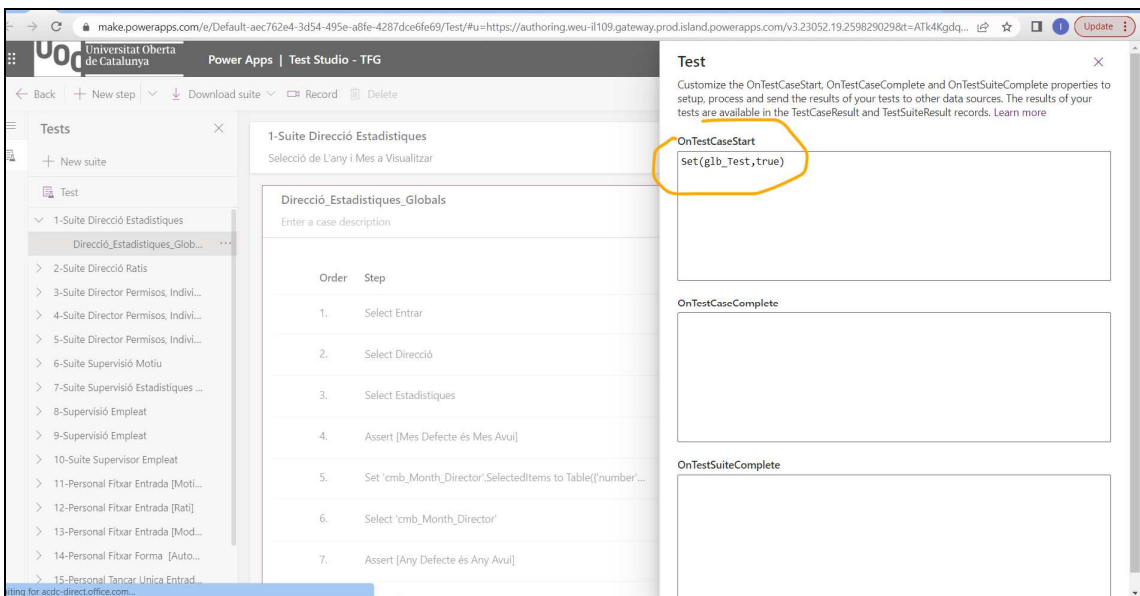 make.powerapps.com/e/Default-aec762e4-3d54-495e-a8fe-4287dce6fe69/Test/#u=https://authoring.weu-il109.gateway.prod.island.powerapps.com/v3.23052.19.259829029&t=ATk4Kgdq...
Update
UOC Universitat Oberta
de Catalunya
Power Apps | Test Studio - TFG
Back
New step
Download suite
Record
Delete
Tests
New suite
Test
1-Suite Direcció Estadistiques
Direcció_Estadistiques_Glob...
2-Suite Direcció Ratis
3-Suite Director Permisos, Indivi...
4-Suite Director Permisos, Indivi...
5-Suite Director Permisos, Indivi...
6-Suite Supervisió Motiu
7-Suite Supervisió Estadistiques ...
8-Supervisió Empleat
9-Supervisió Empleat
10-Suite Supervisor Empleat
11-Personal Fitxar Entrada [Moti...
12-Personal Fitxar Entrada [Rati]
13-Personal Fitxar Entrada [Mod...
14-Personal Fitxar Forma [Auto...
15-Personal Tancar Unica Entrad...
iting for acdc-direct.office.com...
1-Suite Direcció Estadistiques
Selecció de L'any i Mes a Visualitzar
Direcció_Estadistiques_Globals
Enter a case description
Order Step
1. Select Entrar
2. Select Direcció
3. Select Estadistiques
4. Assert [Mes Defecte és Mes Avui]
5. Set 'cmb_Month_Director'.SelectedItems to Table({'number'...
6. Select 'cmb_Month_Director'
7. Assert [Any Defecte és Any Avui]
Test
Customize the OnTestCaseStart, OnTestCaseComplete and OnTestSuiteComplete properties to
setup, process and send the results of your tests to other data sources. The results of your
tests are available in the TestCaseResult and TestSuiteResult records. Learn more
OnTestCaseStart
Set(glb_Test,true)
OnTestCaseComplete
OnTestSuiteComplete